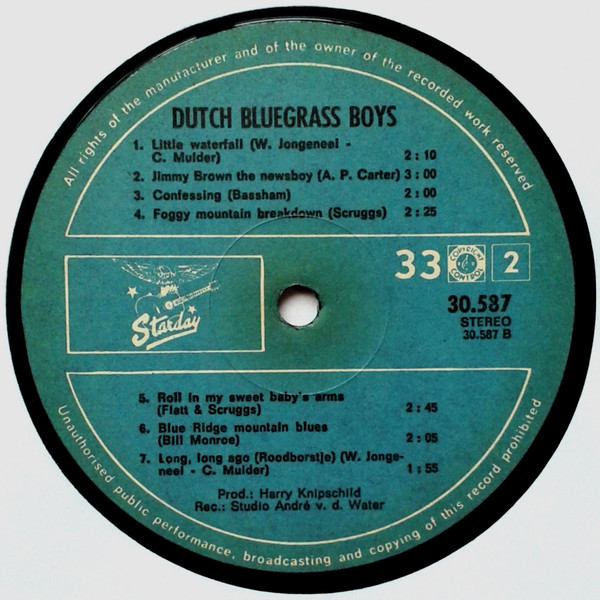 All rights of the manufacturer and of the owner of the recorded work reserved
DUTCH BLUEGRASS BOYS
1. Little waterfall (W. Jongeneel -
C. Mulder) 2 : 10
2. Jimmy Brown the newsboy (A. P. Carter) 3 : 00
3. Confessing (Bassham) 2 : 00
4. Foggy mountain breakdown (Scruggs) 2 : 25
33 COPYRIGHT CONTROL 2
Starday
30.587
STEREO
30.587 B
5. Roll in my sweet baby's arms
(Flatt & Scruggs) 2 : 45
6. Blue Ridge mountain blues
(Bill Monroe) 2 : 05
7. Long, long ago (Roodborstje) (W. Jonge-
neel - C. Mulder) 1 : 55
Prod.: Harry Knipschild
Rec.: Studio André v. d. Water
Unauthorised public performance, broadcasting and copying of this record prohibited